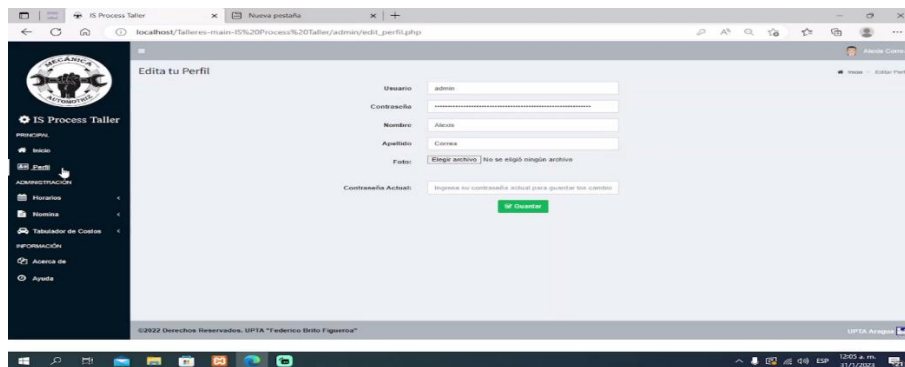 IS Process Taller
Nueva pestaña
localhost/Talleres-main-IS%20Process%20Taller/admin/edit_perfil.php
MECÁNICA
AUTOMOTRIZ
IS Process Taller
PRINCIPAL
Inicio
Perfil
ADMINISTRACIÓN
Horarios
Nomina
Tabulador de Costos
INFORMACIÓN
Acerca de
Ayuda
Alexis Correa
Edita tu Perfil
Inicio > Editar Perfil
Usuario admin
Contraseña
Nombre Alexis
Apellido Correa
Foto: Elegir archivo No se eligió ningún archivo
Contraseña Actual: Ingrese su contraseña actual para guardar los cambios
Guardar
©2022 Derechos Reservados. UPTA "Federico Brito Figueroa"
UPTA Aragua
ESP
12:05 a. m.
31/1/2023